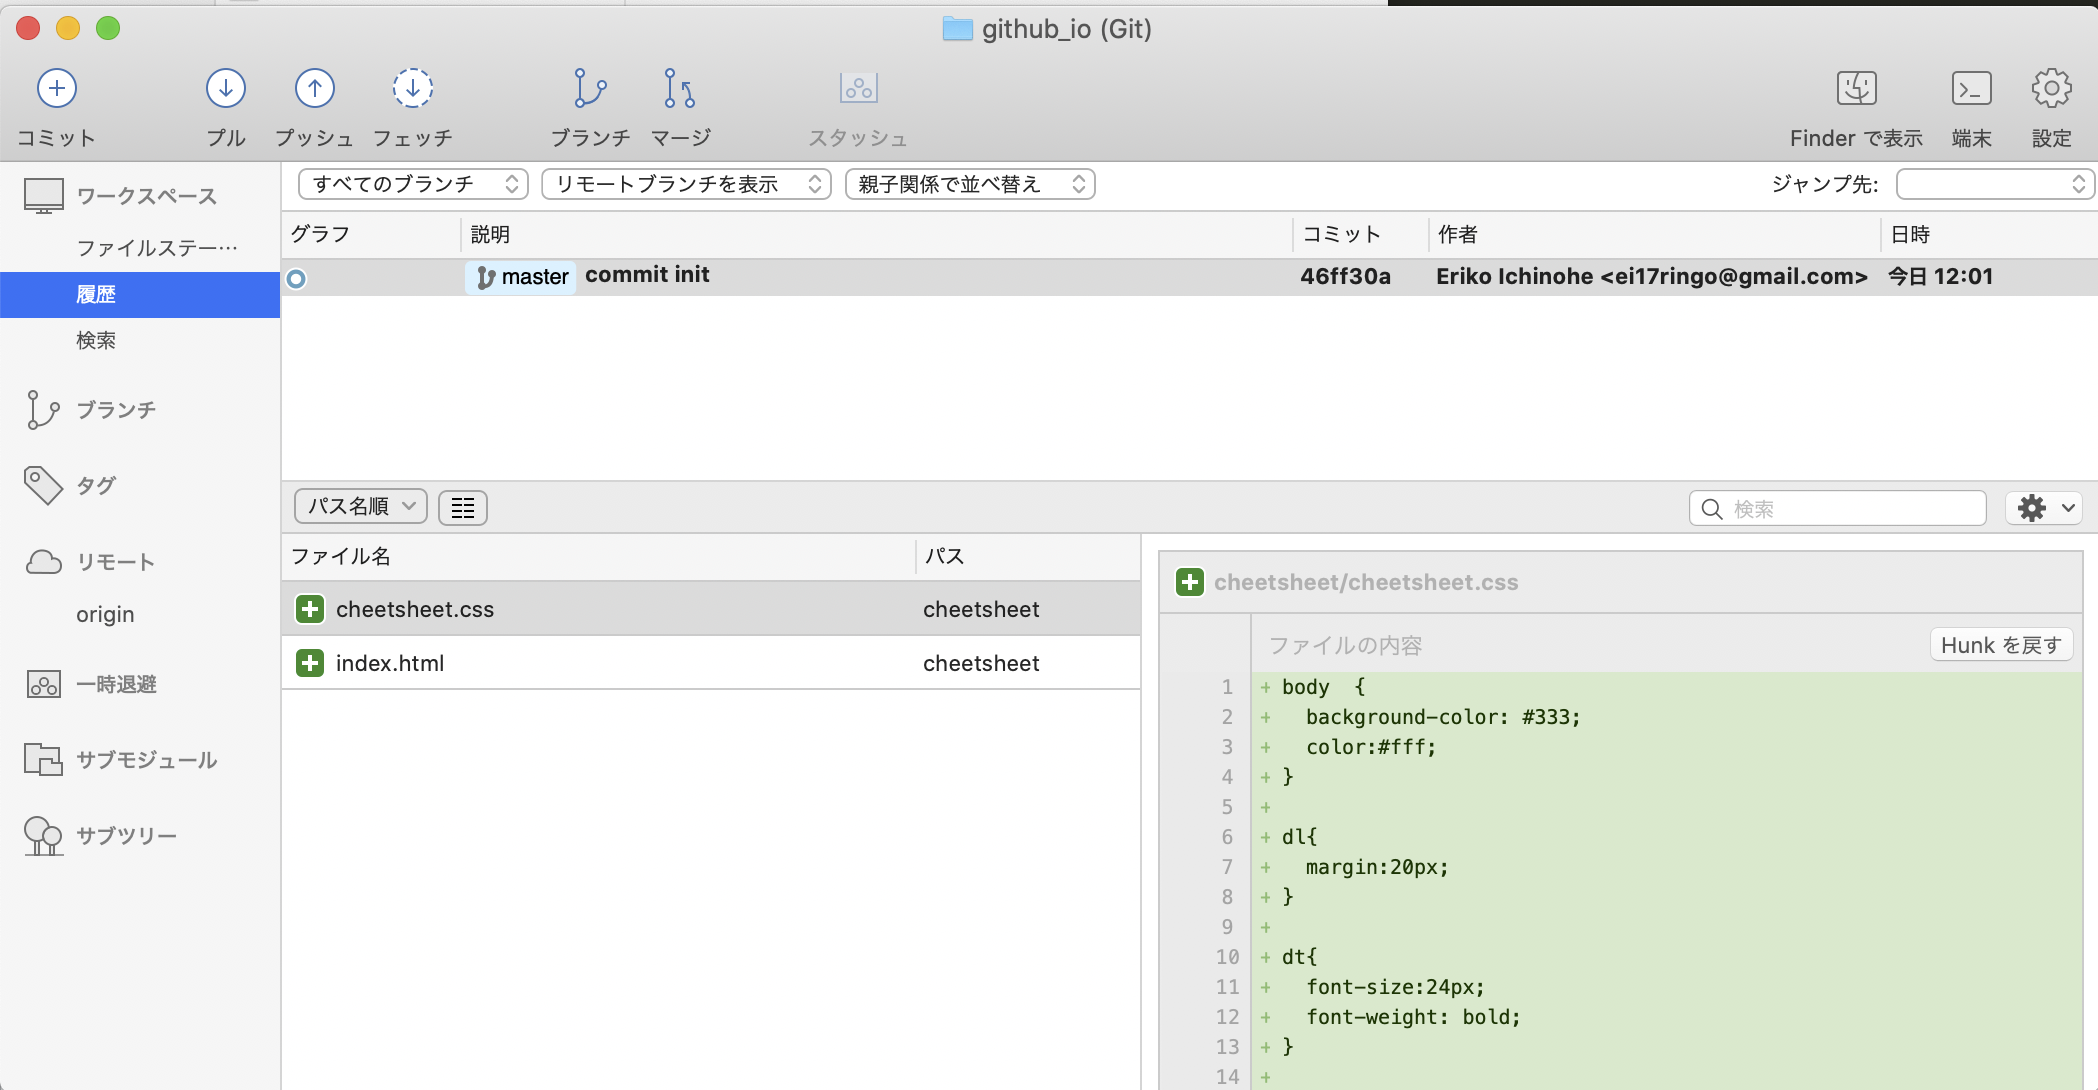 github_io (Git)
コミット
プル
プッシュ
フェッチ
ブランチ
マージ
スタッシュ
Finder で表示
端末
設定
ワークスペース
ファイルステー…
履歴
検索
ブランチ
タグ
リモート
origin
一時退避
サブモジュール
サブツリー
すべてのブランチ
リモートブランチを表示
親子関係で並べ替え
ジャンプ先:
グラフ 説明 コミット 作者 日時
master commit init 46ff30a Eriko Ichinohe <ei17ringo@gmail.com> 今日 12:01
パス名順
検索
ファイル名 パス
cheetsheet.css cheetsheet
index.html cheetsheet
cheetsheet/cheetsheet.css
ファイルの内容
Hunk を戻す
1 + body  {
2 +   background-color: #333;
3 +   color:#fff;
4 + }
5 +
6 + dl{
7 +   margin:20px;
8 + }
9 +
10 + dt{
11 +   font-size:24px;
12 +   font-weight: bold;
13 + }
14 +